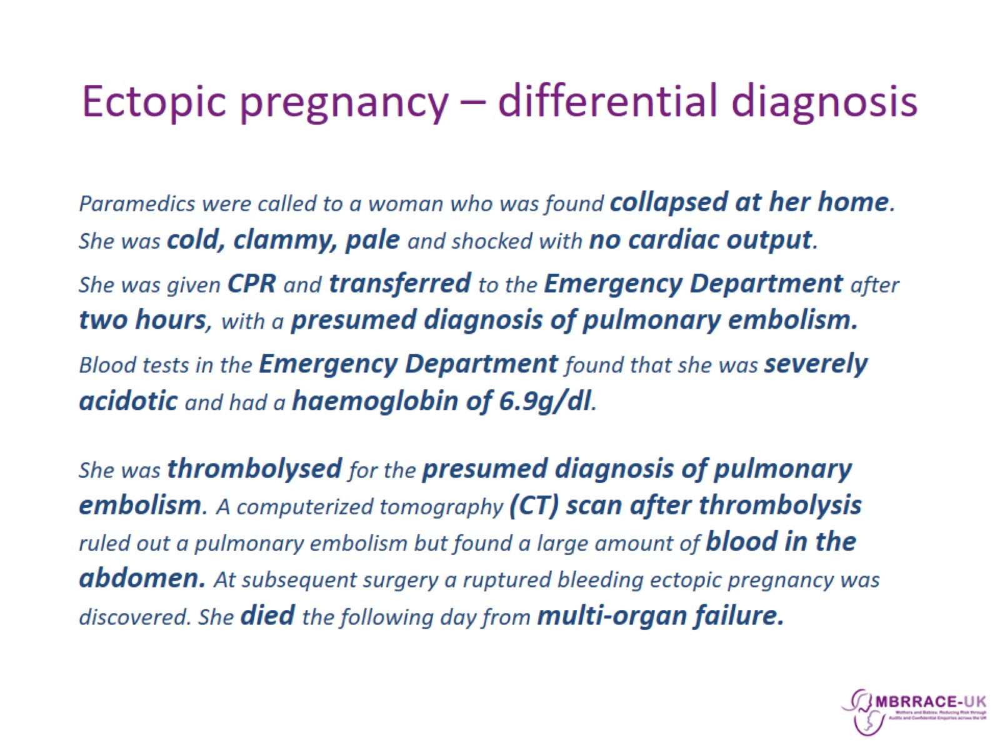 Ectopic pregnancy – differential diagnosis
Paramedics were called to a woman who was found collapsed at her home.
She was cold, clammy, pale and shocked with no cardiac output.
She was given CPR and transferred to the Emergency Department after
two hours, with a presumed diagnosis of pulmonary embolism.
Blood tests in the Emergency Department found that she was severely
acidotic and had a haemoglobin of 6.9g/dl.
She was thrombolysed for the presumed diagnosis of pulmonary
embolism. A computerized tomography (CT) scan after thrombolysis
ruled out a pulmonary embolism but found a large amount of blood in the
abdomen. At subsequent surgery a ruptured bleeding ectopic pregnancy was
discovered. She died the following day from multi-organ failure.
MBRRACE-UK
Mothers and Babies: Reducing Risk through
Audits and Confidential Enquiries across the UK